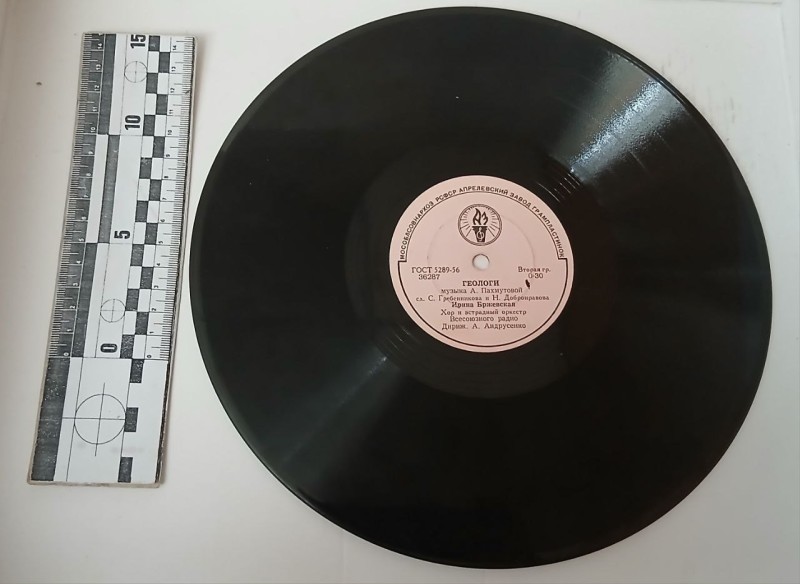 15
10
5
0
МОСОБЛСОВНАРХОЗ РСФСР АПРЕЛЕВСКИЙ ЗАВОД ГРАМПЛАСТИНОК
ГОСТ 5289-56 Вторая гр.
36287 0-30
ГЕОЛОГИ
музыка А. Пахмутовой
сл. С. Гребенникова и Н. Добронравова
Ирина Бржевская
Хор и эстрадный оркестр
Всесоюзного радио
Дириж. А. Андрусенко